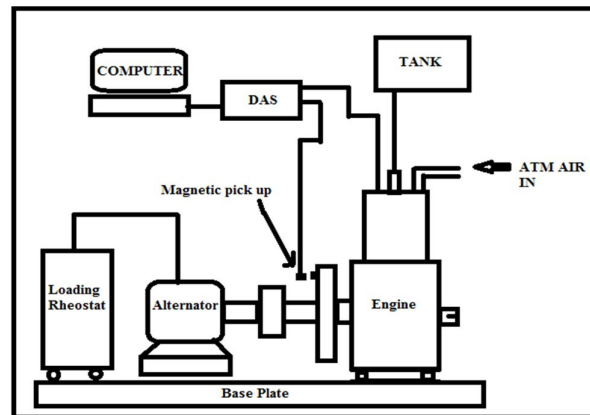 COMPUTER
DAS
TANK
ATM AIR
IN
Magnetic pick up
Loading
Rheostat
Alternator
Engine
Base Plate